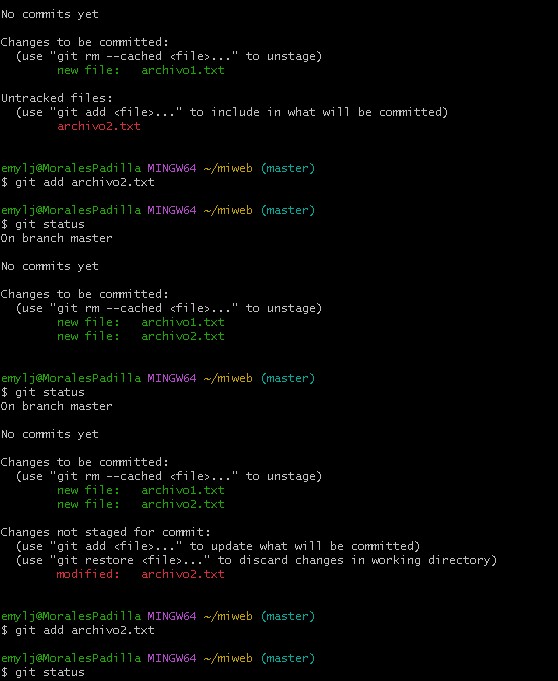 No commits yet
Changes to be committed:
(use "git rm --cached <file>..." to unstage)
new file:   archivo1.txt
Untracked files:
(use "git add <file>..." to include in what will be committed)
archivo2.txt
emylj@MoralesPadilla MINGW64 ~/miweb (master)
$ git add archivo2.txt
emylj@MoralesPadilla MINGW64 ~/miweb (master)
$ git status
On branch master
No commits yet
Changes to be committed:
(use "git rm --cached <file>..." to unstage)
new file:   archivo1.txt
new file:   archivo2.txt
emylj@MoralesPadilla MINGW64 ~/miweb (master)
$ git status
On branch master
No commits yet
Changes to be committed:
(use "git rm --cached <file>..." to unstage)
new file:   archivo1.txt
new file:   archivo2.txt
Changes not staged for commit:
(use "git add <file>..." to update what will be committed)
(use "git restore <file>..." to discard changes in working directory)
modified:   archivo2.txt
emylj@MoralesPadilla MINGW64 ~/miweb (master)
$ git add archivo2.txt
emylj@MoralesPadilla MINGW64 ~/miweb (master)
$ git status